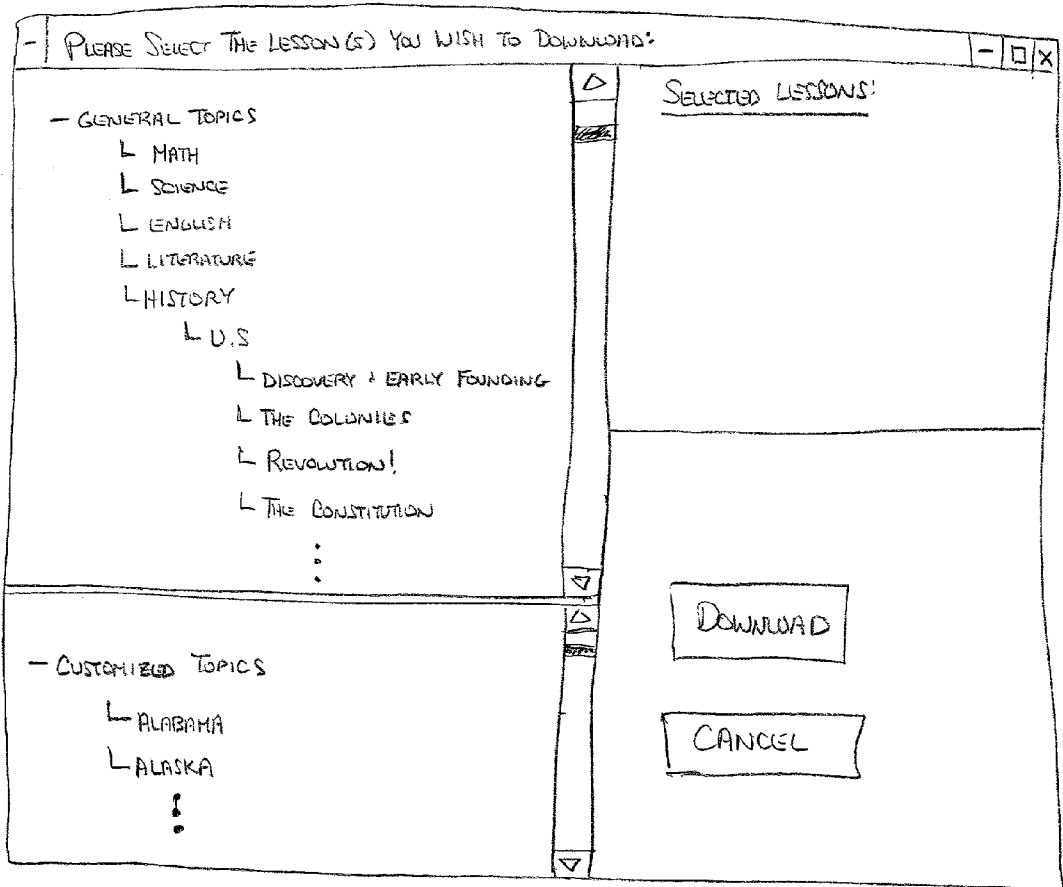 PLEASE SELECT THE LESSON(S) YOU WISH TO DOWNLOAD:
- GENERAL TOPICS
MATH
SCIENCE
ENGLISH
LITERATURE
HISTORY
U.S
DISCOVERY + EARLY FOUNDING
THE COLONIES
REVOLUTION!
THE CONSTITUTION
- CUSTOMIZED TOPICS
ALABAMA
ALASKA
SELECTED LESSONS:
DOWNLOAD
CANCEL